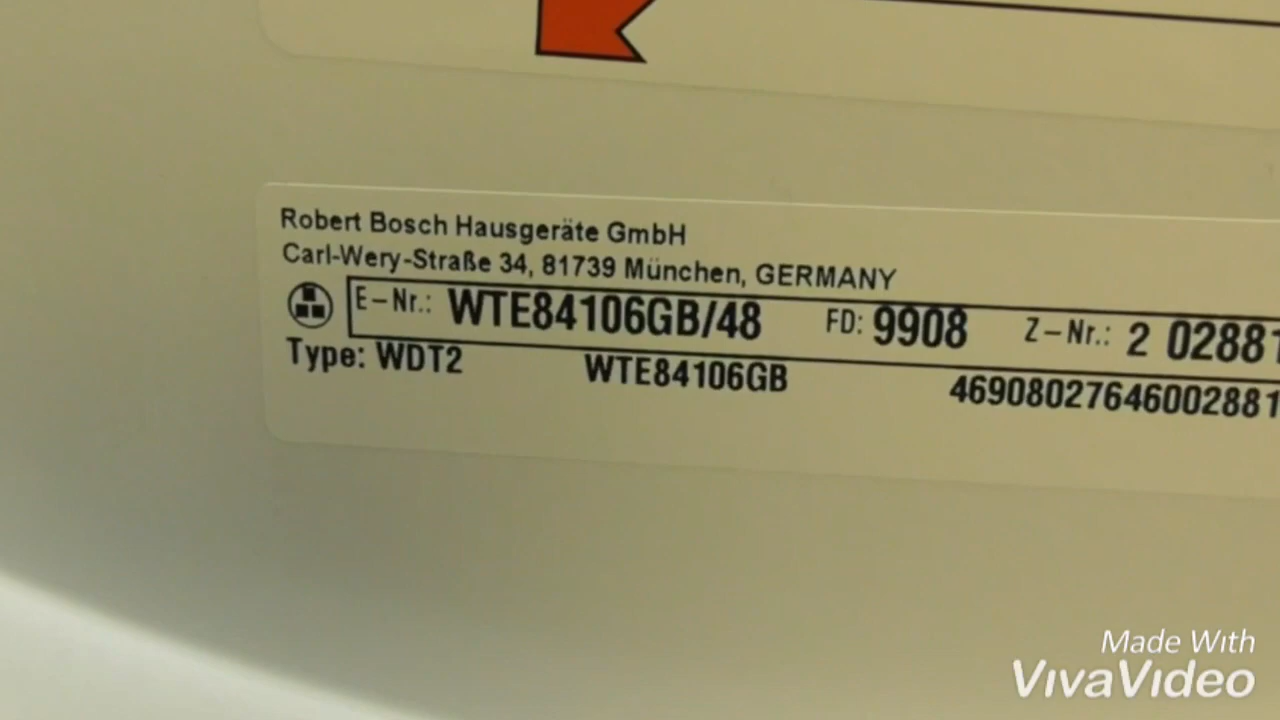 Robert Bosch Hausgeräte GmbH
Carl-Wery-Straße 34, 81739 München, GERMANY
E-Nr.: WTE84106GB/48 FD: 9908 Z-Nr.: 2 02881
Type: WDT2 WTE84106GB 46908027646002881
Made With
VivaVideo